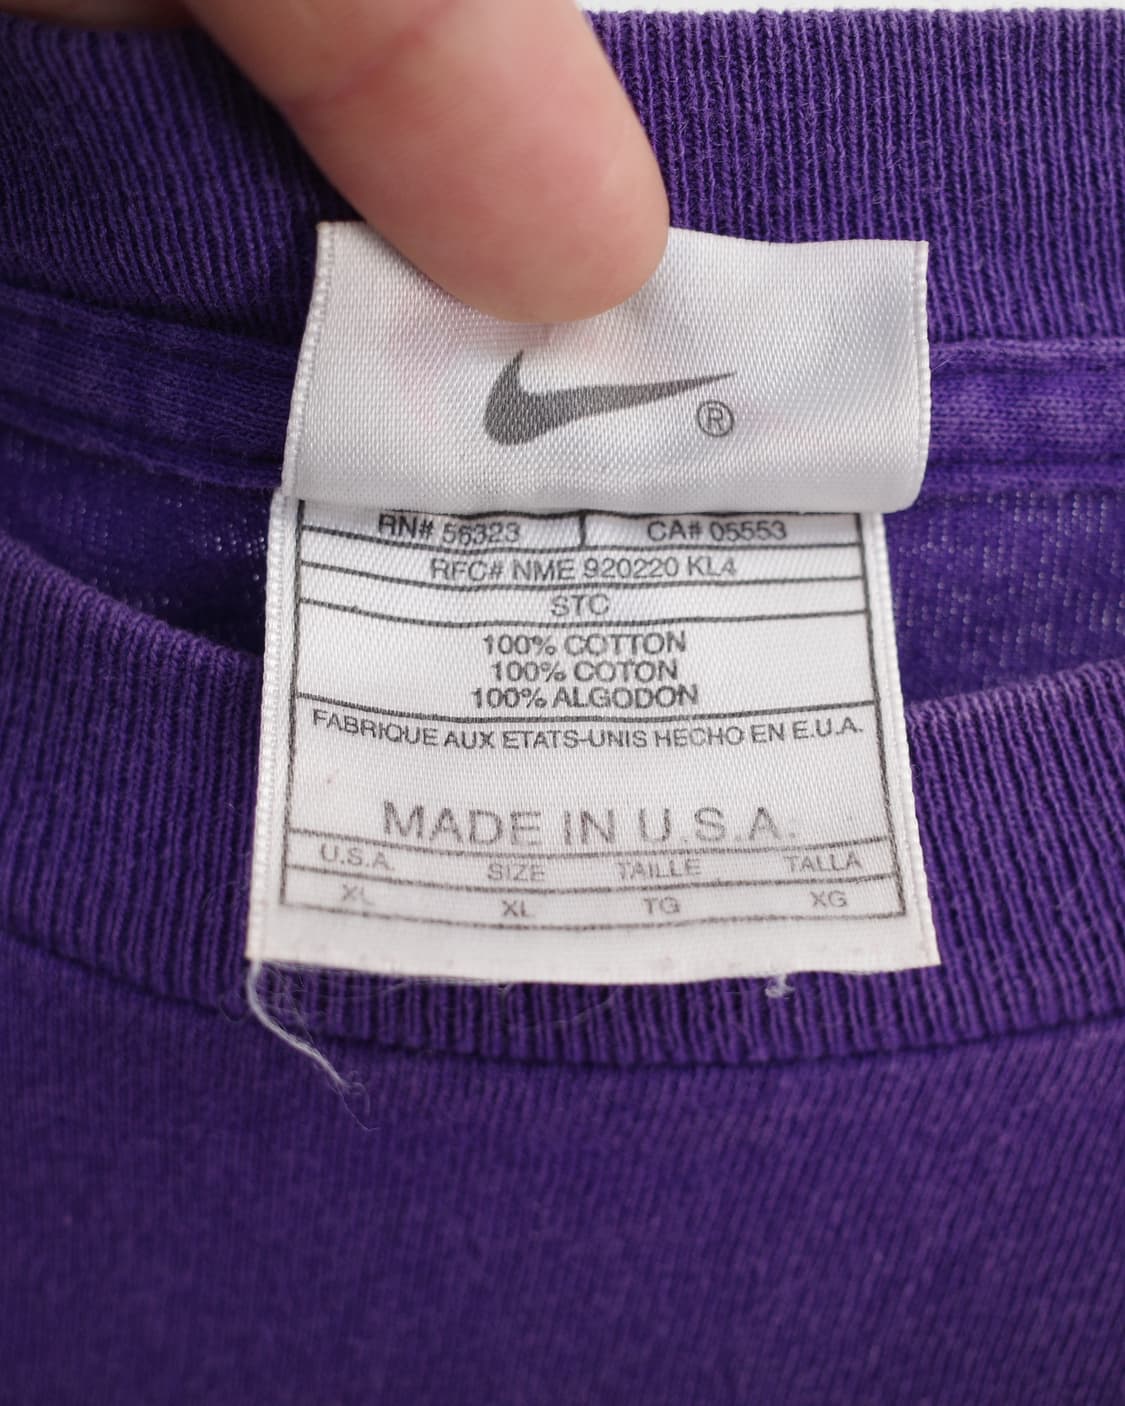 ®
RN# 56323 CA# 05553
RFC# NME 920220 KL4
STC
100% COTTON
100% COTON
100% ALGODON
FABRIQUE AUX ETATS-UNIS HECHO EN E.U.A.
MADE IN U.S.A.
U.S.A. SIZE TAILLE TALLA
XL XL TG XG